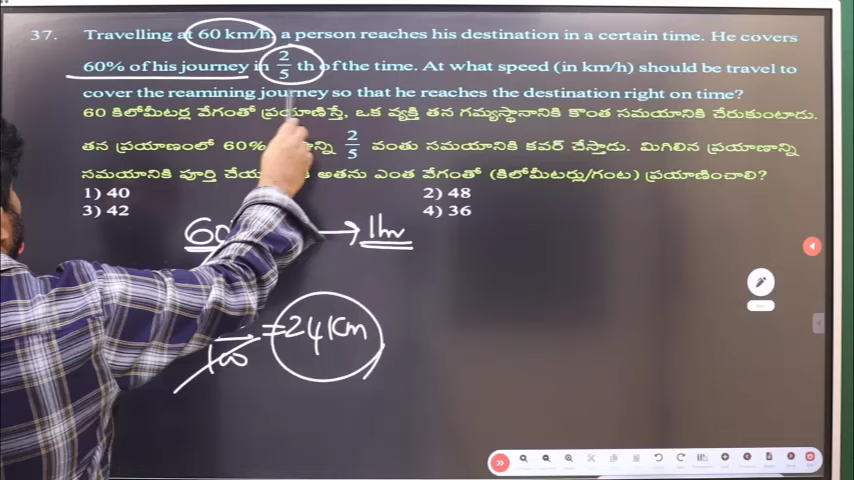 37. Travelling at 60 km/h, a person reaches his destination in a certain time. He covers
60% of his journey in 2/5 th of the time. At what speed (in km/h) should be travel to
cover the reamining journey so that he reaches the destination right on time?
60 కిలోమీటర్ల వేగంతో ప్రయాణిస్తే, ఒక వ్యక్తి తన గమ్యస్థానానికి కొంత సమయానికి చేరుకుంటాడు.
తన ప్రయాణంలో 60% 2/5 వంతు సమయానికి కవర్ చేస్తాడు. మిగిలిన ప్రయాణాన్ని
సమయానికి పూర్తి అతను ఎంత వేగంతో (కిలోమీటర్లు/గంట) ప్రయాణించాలి?
1) 40 2) 48
3) 42 4) 36
60 → 1hr
100 = 24Km